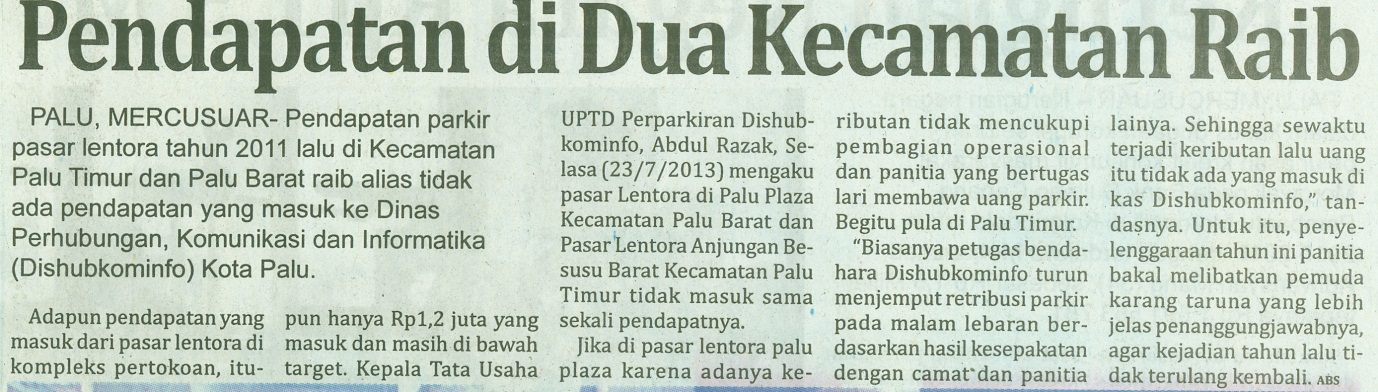 Pendapatan di Dua Kecamatan Raib
PALU, MERCUSUAR- Pendapatan parkir
pasar lentora tahun 2011 lalu di Kecamatan
Palu Timur dan Palu Barat raib alias tidak
ada pendapatan yang masuk ke Dinas
Perhubungan, Komunikasi dan Informatika
(Dishubkominfo) Kota Palu.
Adapun pendapatan yang
masuk dari pasar lentora di
kompleks pertokoan, itu-
pun hanya Rp1,2 juta yang
masuk dan masih di bawah
target. Kepala Tata Usaha
UPTD Perparkiran Dishub-
kominfo, Abdul Razak, Se-
lasa (23/7/2013) mengaku
pasar Lentora di Palu Plaza
Kecamatan Palu Barat dan
Pasar Lentora Anjungan Be-
susu Barat Kecamatan Palu
Timur tidak masuk sama
sekali pendapatnya.
Jika di pasar lentora palu
plaza karena adanya ke-
ributan tidak mencukupi
pembagian operasional
dan panitia yang bertugas
lari membawa uang parkir.
Begitu pula di Palu Timur.
“Biasanya petugas benda-
hara Dishubkominfo turun
menjemput retribusi parkir
pada malam lebaran ber-
dasarkan hasil kesepakatan
dengan camat dan panitia
lainya. Sehingga sewaktu
terjadi keributan lalu uang
itu tidak ada yang masuk di
kas Dishubkominfo,” tan-
dasnya. Untuk itu, penye-
lenggaraan tahun ini panitia
bakal melibatkan pemuda
karang taruna yang lebih
jelas penanggungjawabnya,
agar kejadian tahun lalu ti-
dak terulang kembali. ABS